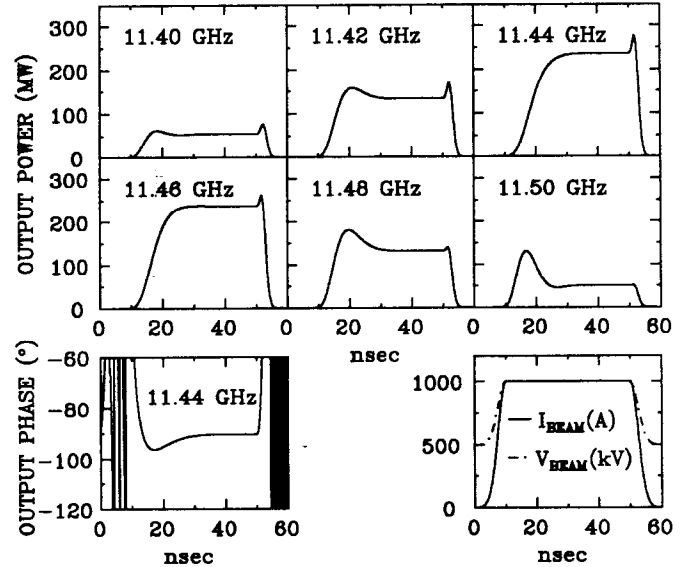 OUTPUT POWER (MW)
300
200
100
0
11.40 GHz
11.42 GHz
11.44 GHz
300
200
100
0
11.46 GHz
11.48 GHz
11.50 GHz
0 20 40 0 20 40 0 20 40 60
nsec
OUTPUT PHASE (°)
-60
-80
-100
-120
11.44 GHz
0 20 40 60
nsec
1000
500
0
I BEAM(A)
V BEAM(kV)
0 20 40 60
nsec